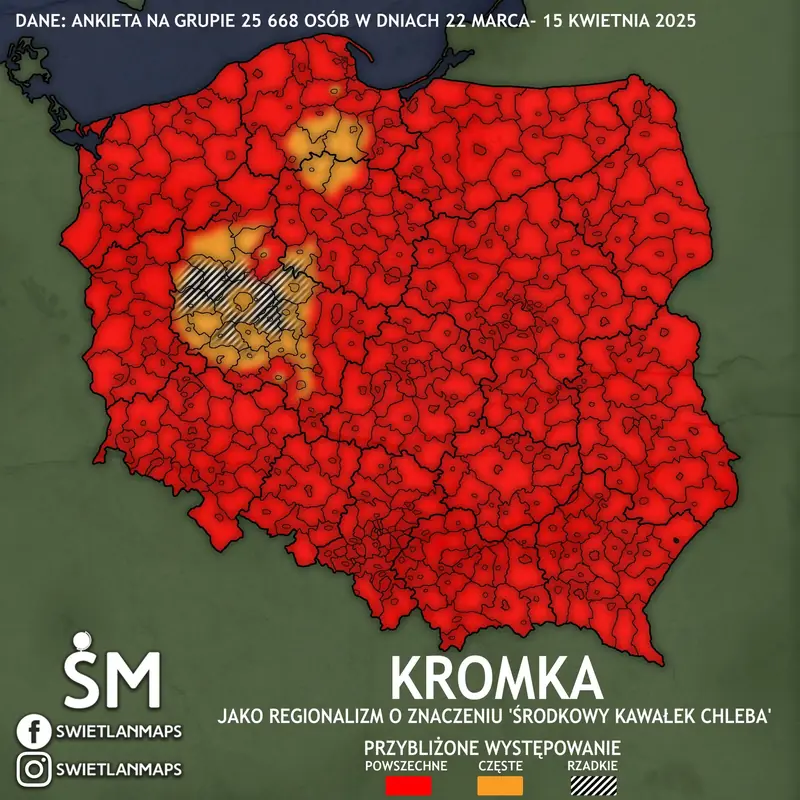 DANE: ANKIETA NA GRUPIE 25 668 OSÓB W DNIACH 22 MARCA- 15 KWIETNIA 2025
ŚM
SWIETLANMAPS
SWIETLANMAPS
KROMKA
JAKO REGIONALIZM O ZNACZENIU 'ŚRODKOWY KAWAŁEK CHLEBA'
PRZYBLIŻONE WYSTĘPOWANIE
POWSZECHNE CZĘSTE RZADKIE